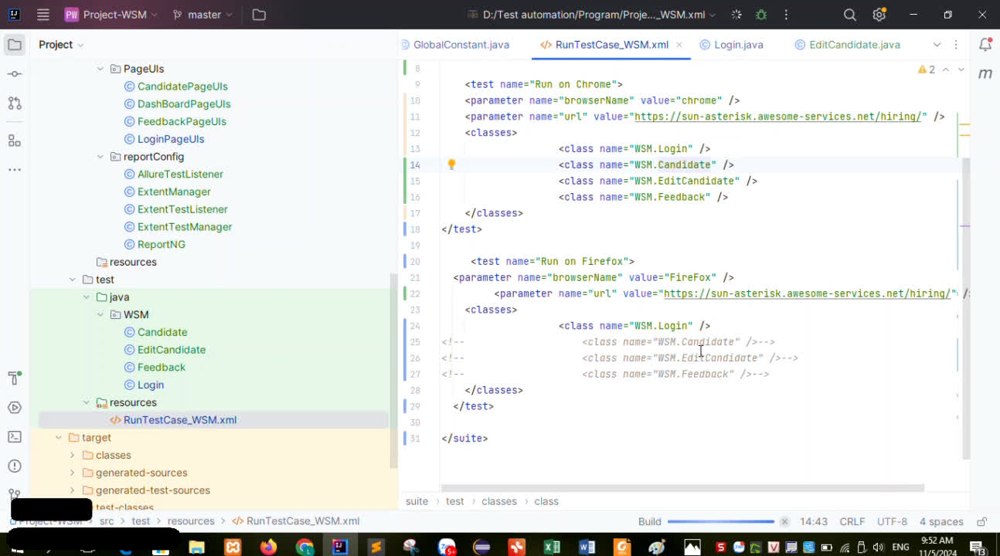 PW Project-WSM master D:/Test automation/Program/Proje..._WSM.xml
Project
GlobalConstant.java RunTestCase_WSM.xml Login.java EditCandidate.java
PageUIs
CandidatePageUIs
DashBoardPageUIs
FeedbackPageUIs
LoginPageUIs
reportConfig
AllureTestListener
ExtentManager
ExtentTestListener
ExtentTestManager
ReportNG
resources
test
java
WSM
Candidate
EditCandidate
Feedback
Login
resources
RunTestCase_WSM.xml
target
classes
generated-sources
generated-test-sources
test-classes
2
8
9 <test name="Run on Chrome">
10 <parameter name="browserName" value="chrome" />
11 <parameter name="url" value="https://sun-asterisk.awesome-services.net/hiring/" />
12 <classes>
13 <class name="WSM.Login" />
14 <class name="WSM.Candidate" />
15 <class name="WSM.EditCandidate" />
16 <class name="WSM.Feedback" />
17 </classes>
18 </test>
19
20 <test name="Run on Firefox">
21 <parameter name="browserName" value="FireFox" />
22 <parameter name="url" value="https://sun-asterisk.awesome-services.net/hiring/" />
23 <classes>
24 <class name="WSM.Login" />
25 <!-- <class name="WSM.Candidate" />-->
26 <!-- <class name="WSM.EditCandidate" />-->
27 <!-- <class name="WSM.Feedback" />-->
28 </classes>
29 </test>
30
31 </suite>
suite > test > classes > class
Project-WSM > src > test > resources > RunTestCase_WSM.xml Build 14:43 CRLF UTF-8 4 spaces
ENG 9:52 AM
11/5/2024
13